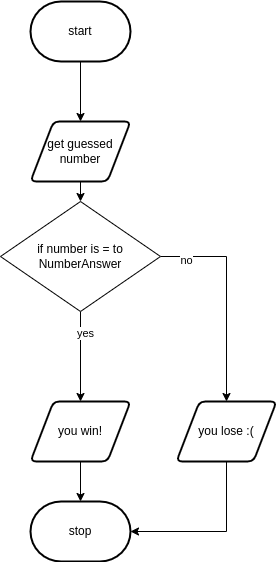 start
get guessed
number
if number is = to
NumberAnswer
no
yes
you win!
you lose :(
stop